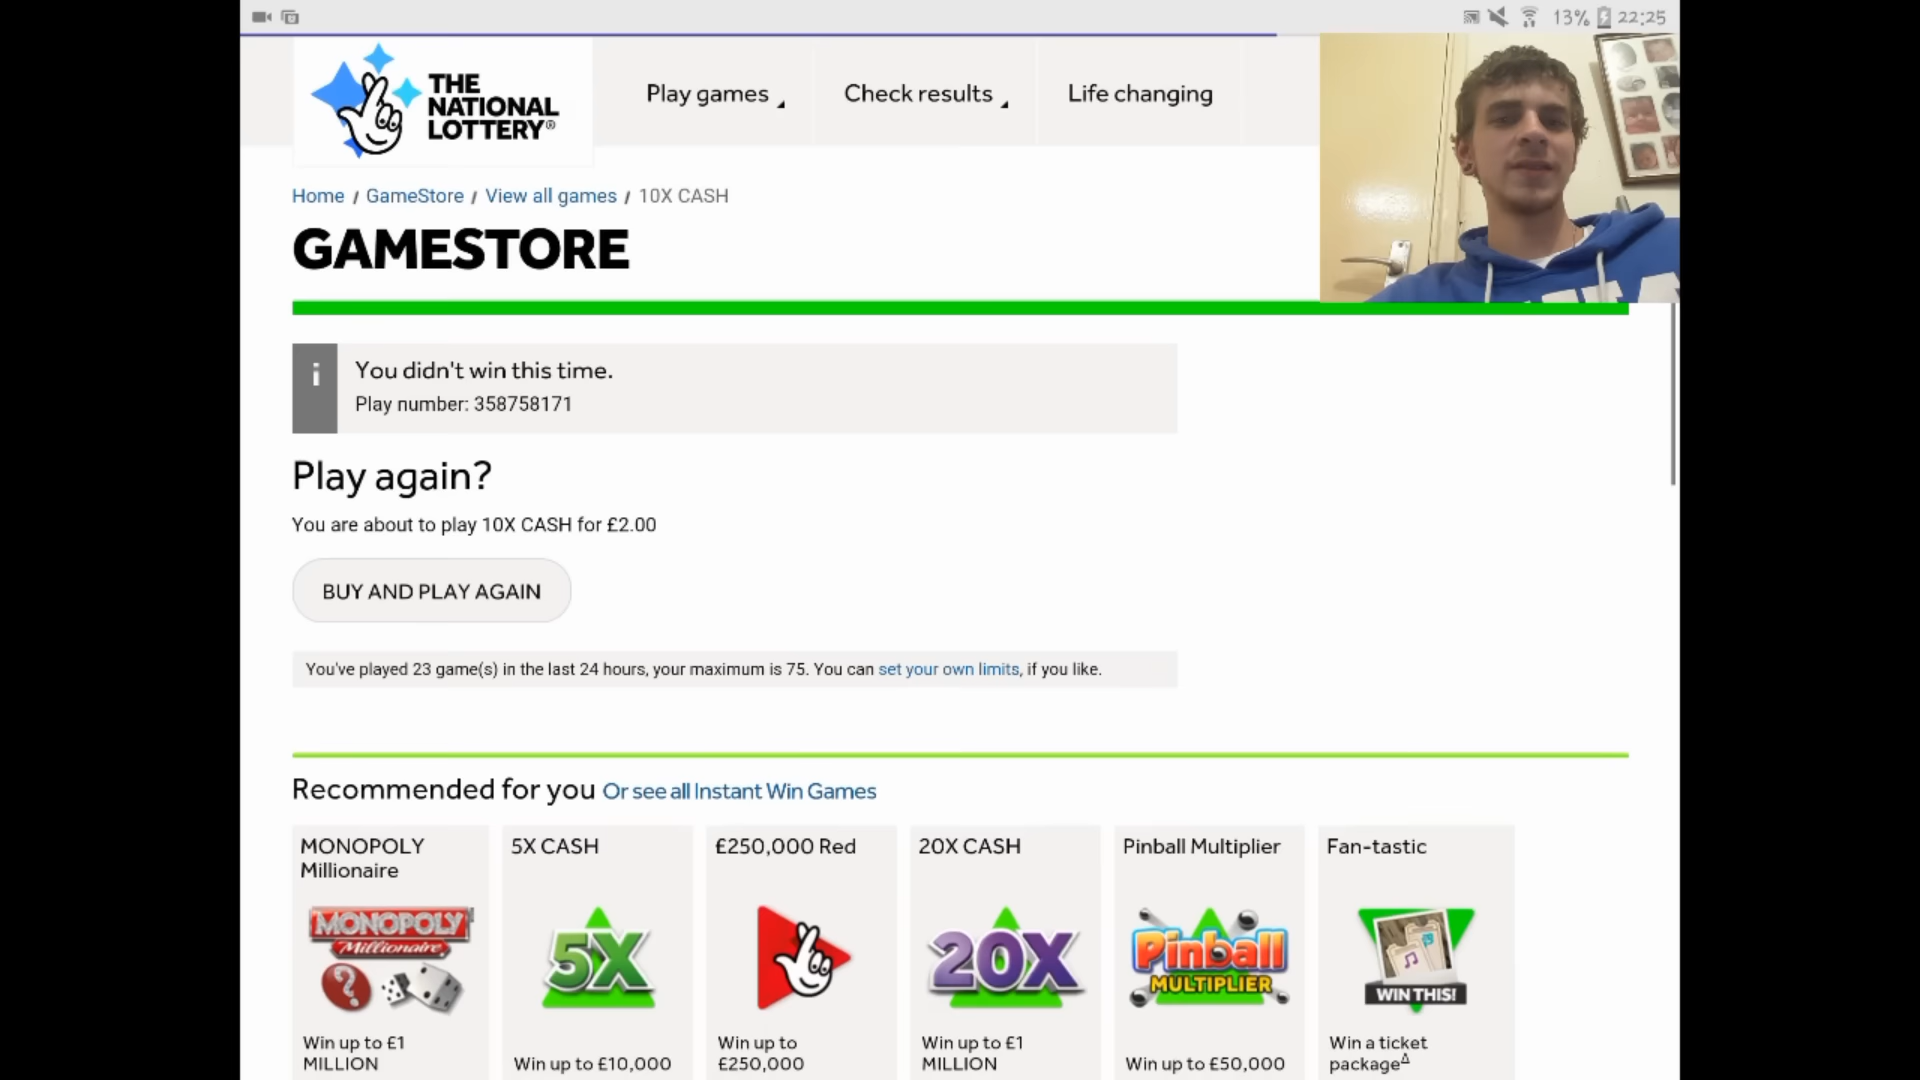 13% 22:25
THE
NATIONAL
LOTTERY®
Play games
Check results
Life changing
Home / GameStore / View all games / 10X CASH
GAMESTORE
i
You didn't win this time.
Play number: 358758171
Play again?
You are about to play 10X CASH for £2.00
BUY AND PLAY AGAIN
You've played 23 game(s) in the last 24 hours, your maximum is 75. You can set your own limits, if you like.
Recommended for you Or see all Instant Win Games
MONOPOLY
Millionaire
MONOPOLY
Millionaire
?
Win up to £1
MILLION
5X CASH
5X
Win up to £10,000
£250,000 Red
Win up to
£250,000
20X CASH
20X
Win up to £1
MILLION
Pinball Multiplier
Pinball
MULTIPLIER
Win up to £50,000
Fan-tastic
WIN THIS!
Win a ticket
packageΔ